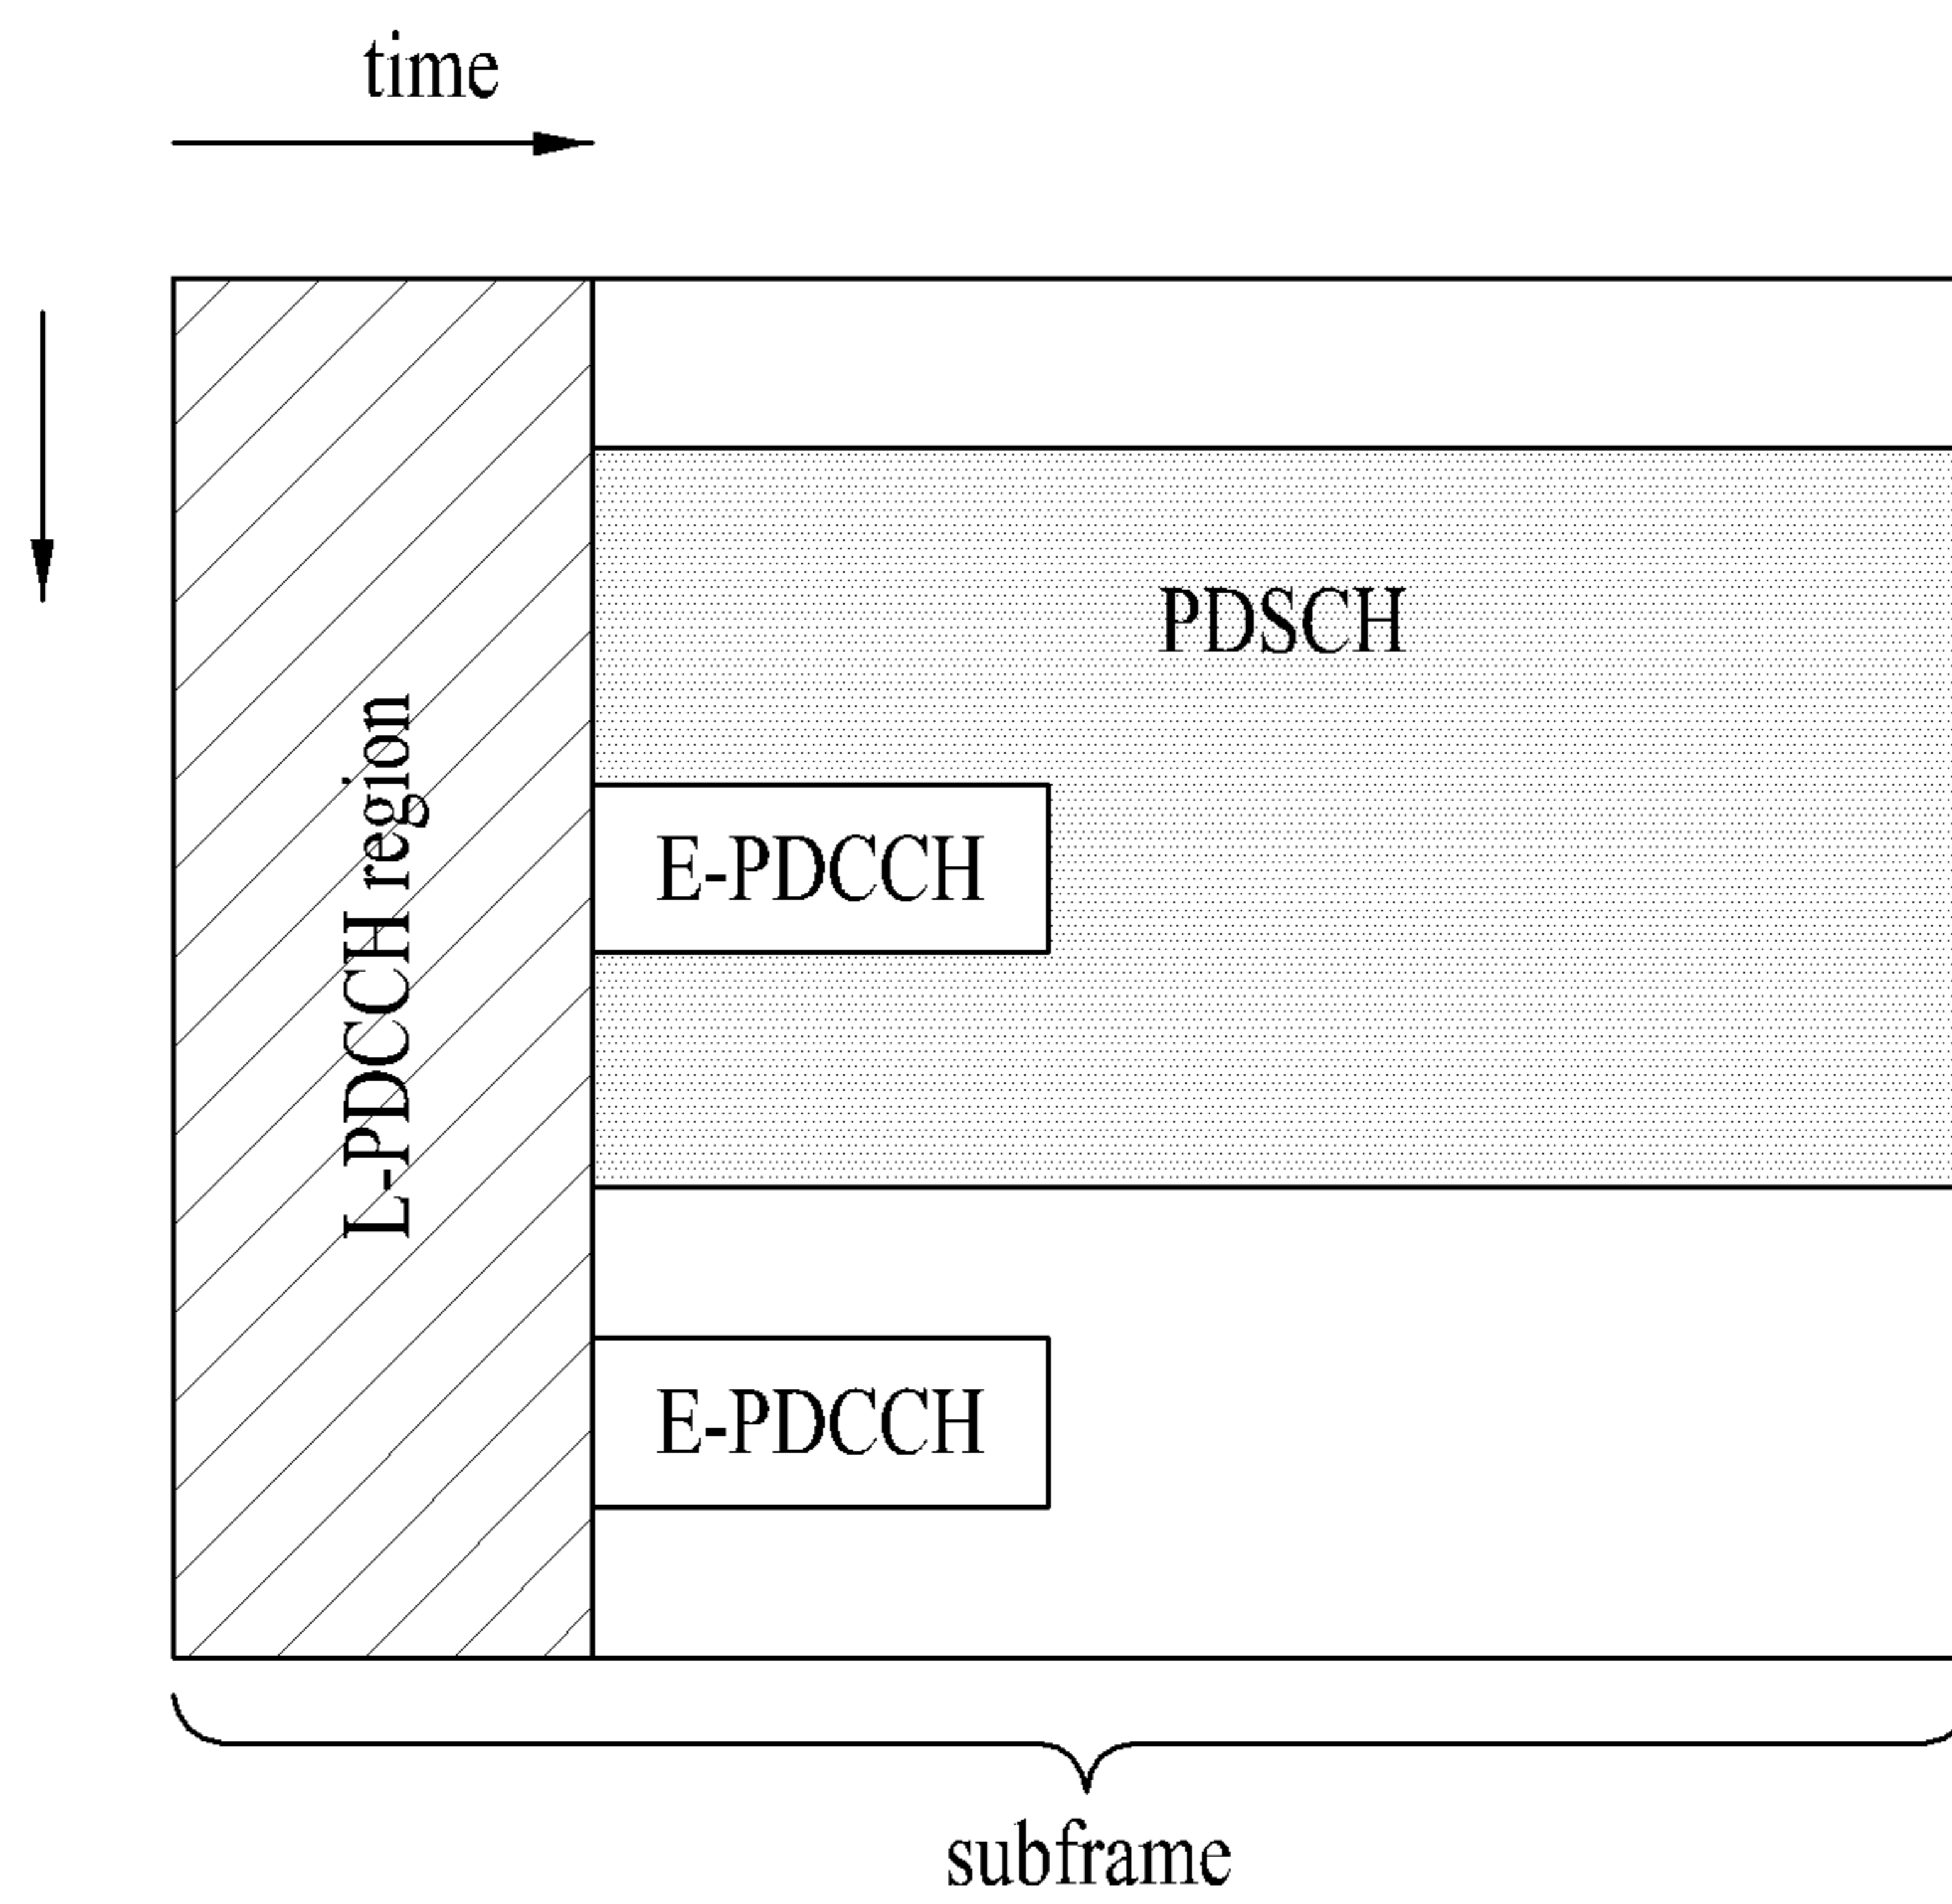 time
PDSCH
L-PDCCH region
E-PDCCH
E-PDCCH
subframe